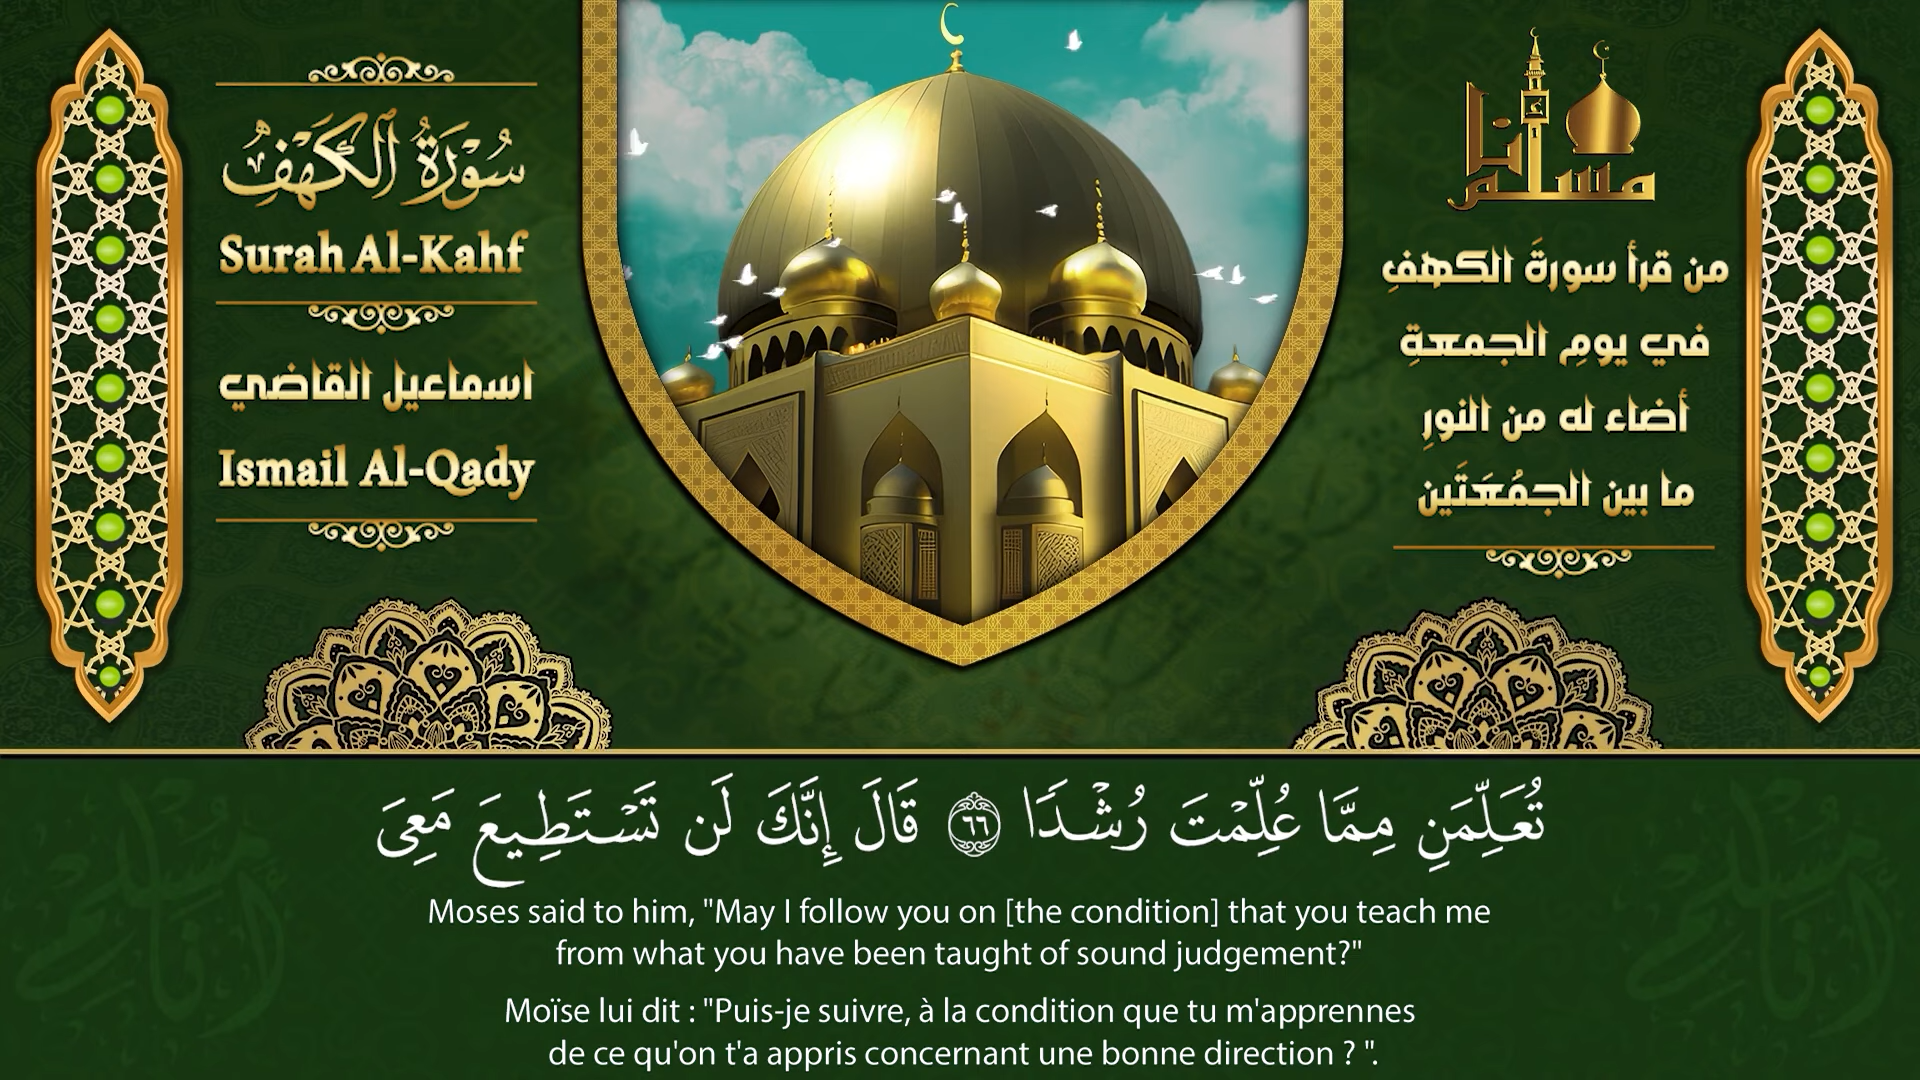 سُورَةُ ٱلْكَهْفِ
Surah Al-Kahf
اسماعيل القاضي
Ismail Al-Qady
أنا
مسلم
من قرأ سورةَ الكهفِ
في يومِ الجمعةِ
أضاء له من النورِ
ما بين الجمُعَتَين
تُعَلِّمَنِ مِمَّا عُلِّمْتَ رُشْدًا ٦٦ قَالَ إِنَّكَ لَن تَسْتَطِيعَ مَعِىَ
Moses said to him, "May I follow you on [the condition] that you teach me
from what you have been taught of sound judgement?"
Moïse lui dit : "Puis-je suivre, à la condition que tu m'apprennes
de ce qu'on t'a appris concernant une bonne direction ? ".